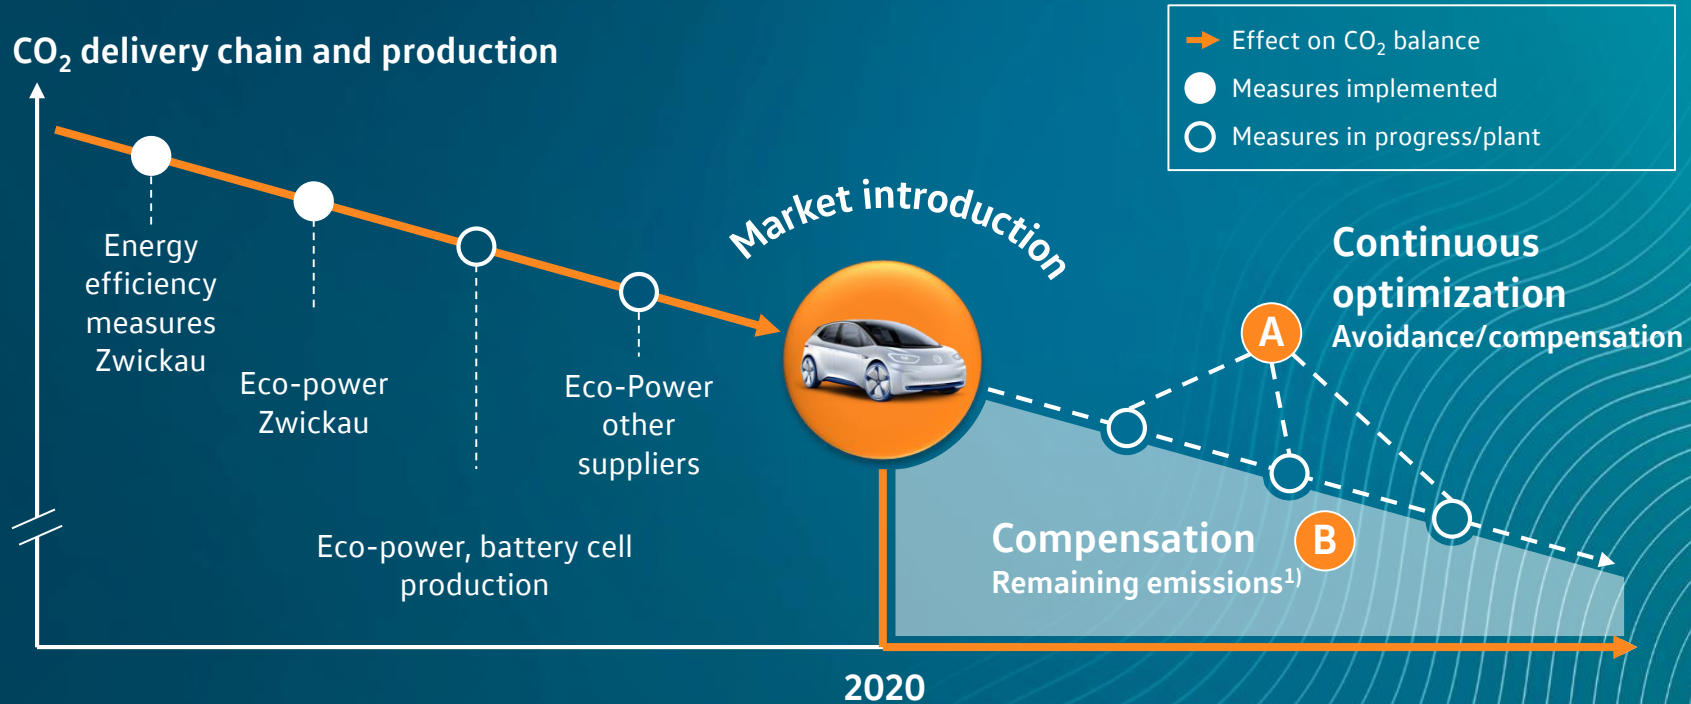 CO₂ delivery chain and production
Effect on CO₂ balance
Measures implemented
Measures in progress/plant
Market introduction
Energy
efficiency
measures
Zwickau
Eco-power
Zwickau
Eco-power, battery cell
production
Eco-Power
other
suppliers
Continuous
optimization
Avoidance/compensation
A
Compensation
Remaining emissions¹⁾
B
2020